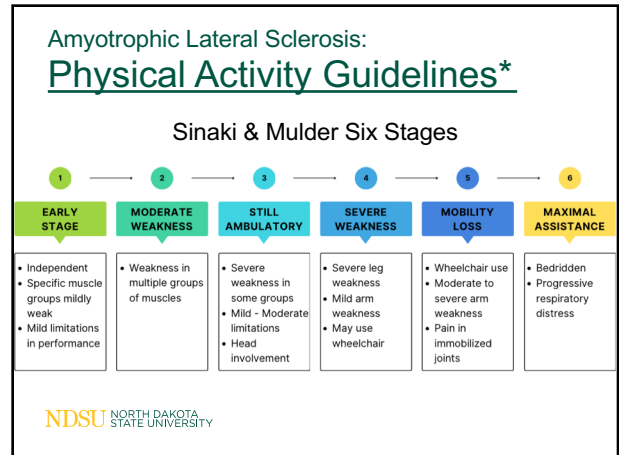 Amyotrophic Lateral Sclerosis:
Physical Activity Guidelines*
Sinaki & Mulder Six Stages
1
2
3
4
5
6
EARLY
STAGE
MODERATE
WEAKNESS
STILL
AMBULATORY
SEVERE
WEAKNESS
MOBILITY
LOSS
MAXIMAL
ASSISTANCE
• Independent
• Specific muscle
groups mildly
weak
• Mild limitations
in performance
• Weakness in
multiple groups
of muscles
• Severe
weakness in
some groups
• Mild - Moderate
limitations
• Head
involvement
• Severe leg
weakness
• Mild arm
weakness
• May use
wheelchair
• Wheelchair use
• Moderate to
severe arm
weakness
• Pain in
immobilized
joints
• Bedridden
• Progressive
respiratory
distress
NDSU NORTH DAKOTA
STATE UNIVERSITY